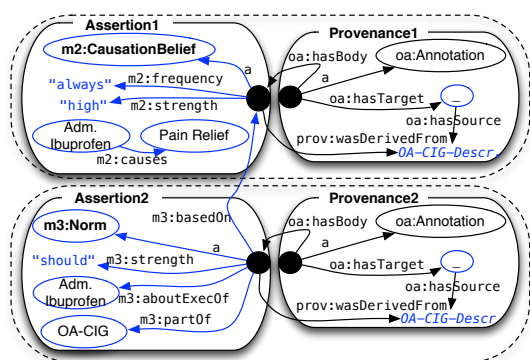 Assertion1
Provenance1
m2:CausationBelief
oa:hasBody
oa:Annotation
a
a
"always"
m2:frequency
"high"
m2:strength
oa:hasTarget
_
oa:hasSource
Adm.
Ibuprofen
Pain Relief
m2:causes
prov:wasDerivedFrom
OA-CIG-Descr.
Assertion2
Provenance2
m3:basedOn
m3:Norm
oa:hasBody
oa:Annotation
a
a
"should"
m3:strength
oa:hasTarget
_
oa:hasSource
Adm.
Ibuprofen
m3:aboutExecOf
prov:wasDerivedFrom
OA-CIG-Descr.
OA-CIG
m3:partOf